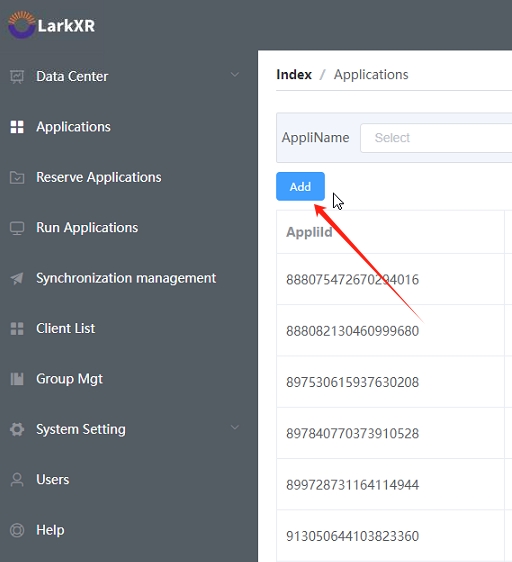 LarkXR
Data Center
Applications
Reserve Applications
Run Applications
Synchronization management
Client List
Group Mgt
System Setting
Users
Help
Index / Applications
AppliName Select
Add
AppliId
888075472670294016
888082130460999680
897530615937630208
897840770373910528
899728731164114944
913050644103823360